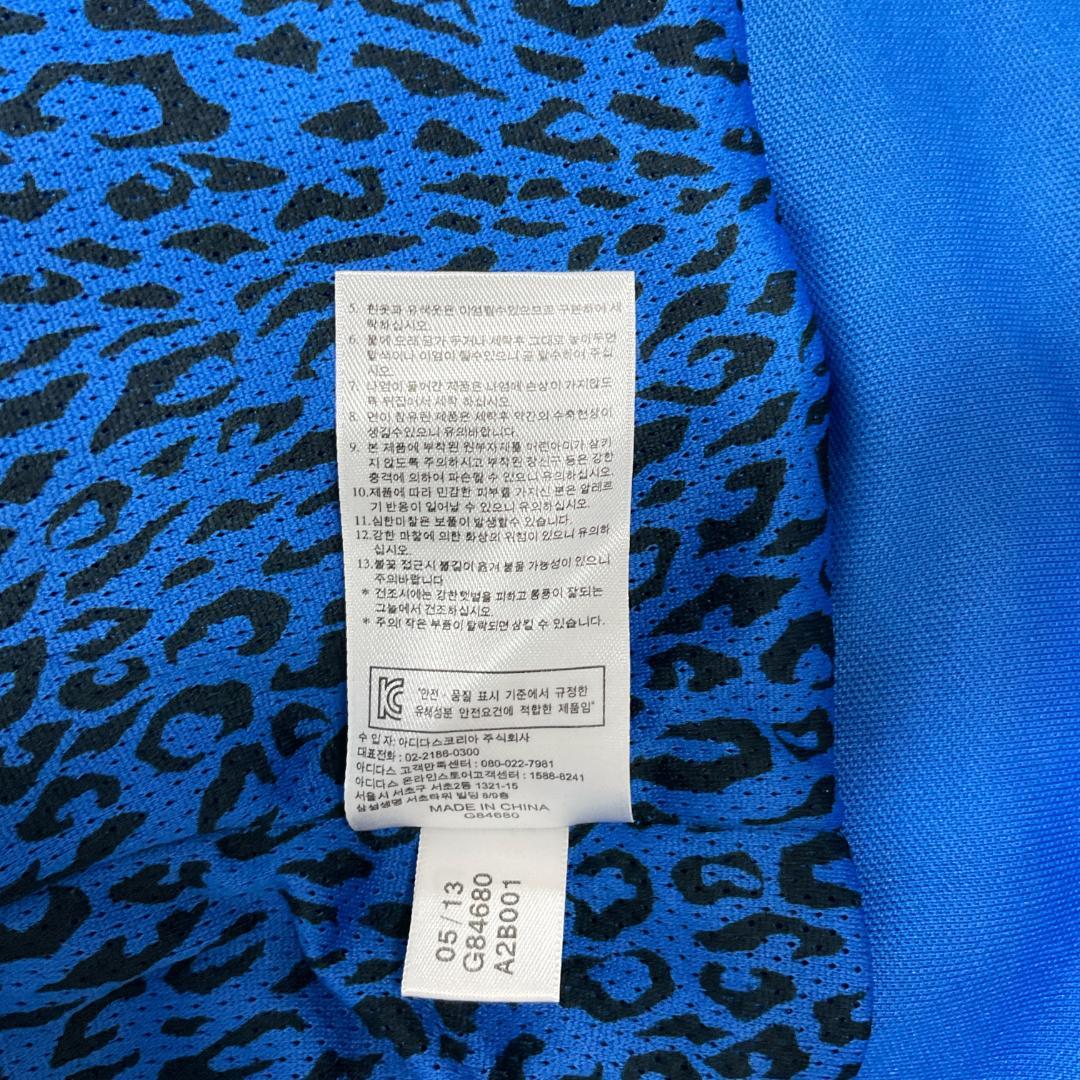 5. 흰옷과 유색옷은 이염될수있으므로 구분하여 세
탁하십시오.
6. 물에 오래 담가 두거나 세탁후 그대로 놓아두면
탈색이나 이염이 될수있으니 곧 탈수하여 주십
시오.
7. 나염이 들어간 제품은 나염에 손상이 가지않도
록 뒤집어서 세탁 하십시오.
8. 면이 함유된 제품은 세탁후 약간의 수축현상이
생길수있으니 유의바랍니다.
9. 본 제품에 부착된 원부자재를 어린아이가 삼키
지 않도록 주의하시고 부착된 장신구 등은 강한
충격에 의하여 파손될 수 있으니 유의하십시오.
10.제품에 따라 민감한 피부를 가지신 분은 알레르
기 반응이 일어날 수 있으니 유의하십시오.
11.심한마찰은 보풀이 발생할수 있습니다.
12.강한 마찰에 의한 화상의 위험이 있으니 유의하
십시오.
13.불꽃 접근시 불길이 옮겨 붙을 가능성이 있으니
주의바랍니다
* 건조시에는 강한햇볕을 피하고 통풍이 잘되는
그늘에서 건조하십시오.
* 주의! 작은 부품이 탈락되면 삼킬 수 있습니다.
KC
"안전·품질 표시 기준에서 규정한
유해성분 안전요건에 적합한 제품임"
수 입 자: 아디다스코리아 주식회사
대표전화 : 02-2186-0300
아디다스 고객만족센터 : 080-022-7981
아디다스 온라인스토어고객센터 : 1588-8241
서울시 서초구 서초2동 1321-15
삼성생명 서초타워 빌딩 8/9층
MADE IN CHINA
G84680
05/13
G84680
A2B001